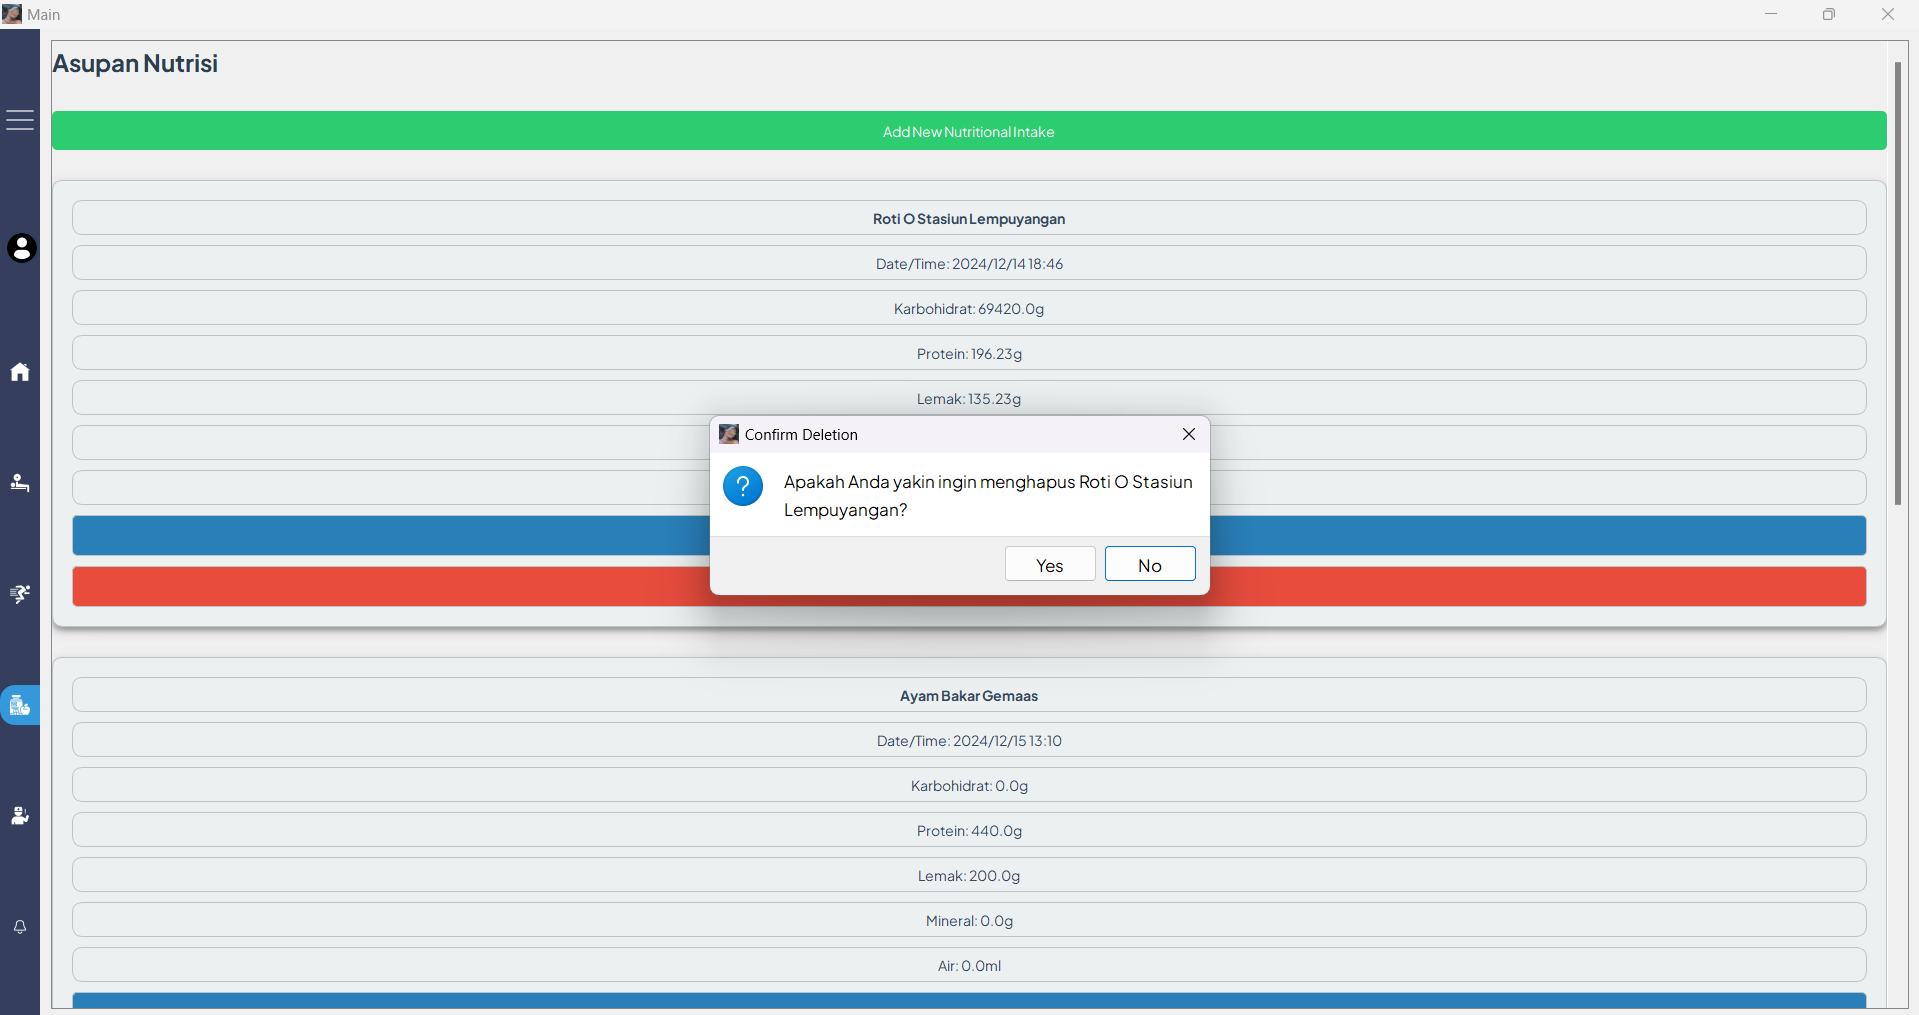 Main
Asupan Nutrisi
Add New Nutritional Intake
Roti O Stasiun Lempuyangan
Date/Time: 2024/12/14 18:46
Karbohidrat: 69420.0g
Protein: 196.23g
Lemak: 135.23g
Confirm Deletion
?
Apakah Anda yakin ingin menghapus Roti O Stasiun
Lempuyangan?
Yes
No
Ayam Bakar Gemaas
Date/Time: 2024/12/15 13:10
Karbohidrat: 0.0g
Protein: 440.0g
Lemak: 200.0g
Mineral: 0.0g
Air: 0.0ml